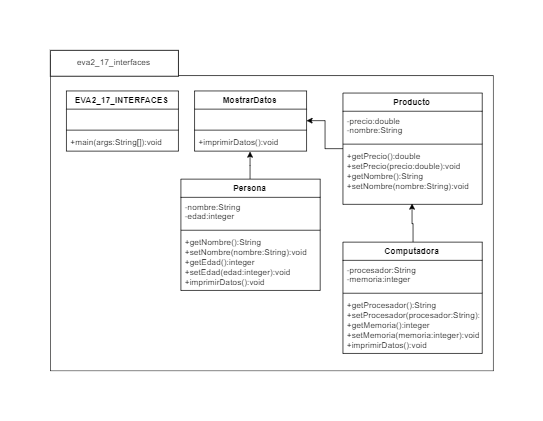 eva2_17_interfaces
EVA2_17_INTERFACES
+main(args:String[]):void
MostrarDatos
+imprimirDatos():void
Producto
-precio:double
-nombre:String
+getPrecio():double
+setPrecio(precio:double):void
+getNombre():String
+setNombre(nombre:String):void
Persona
-nombre:String
-edad:integer
+getNombre():String
+setNombre(nombre:String):void
+getEdad():integer
+setEdad(edad:integer):void
+imprimirDatos():void
Computadora
-procesador:String
-memoria:integer
+getProcesador():String
+setProcesador(procesador:String):
+getMemoria():integer
+setMemoria(memoria:integer):void
+imprimirDatos():void